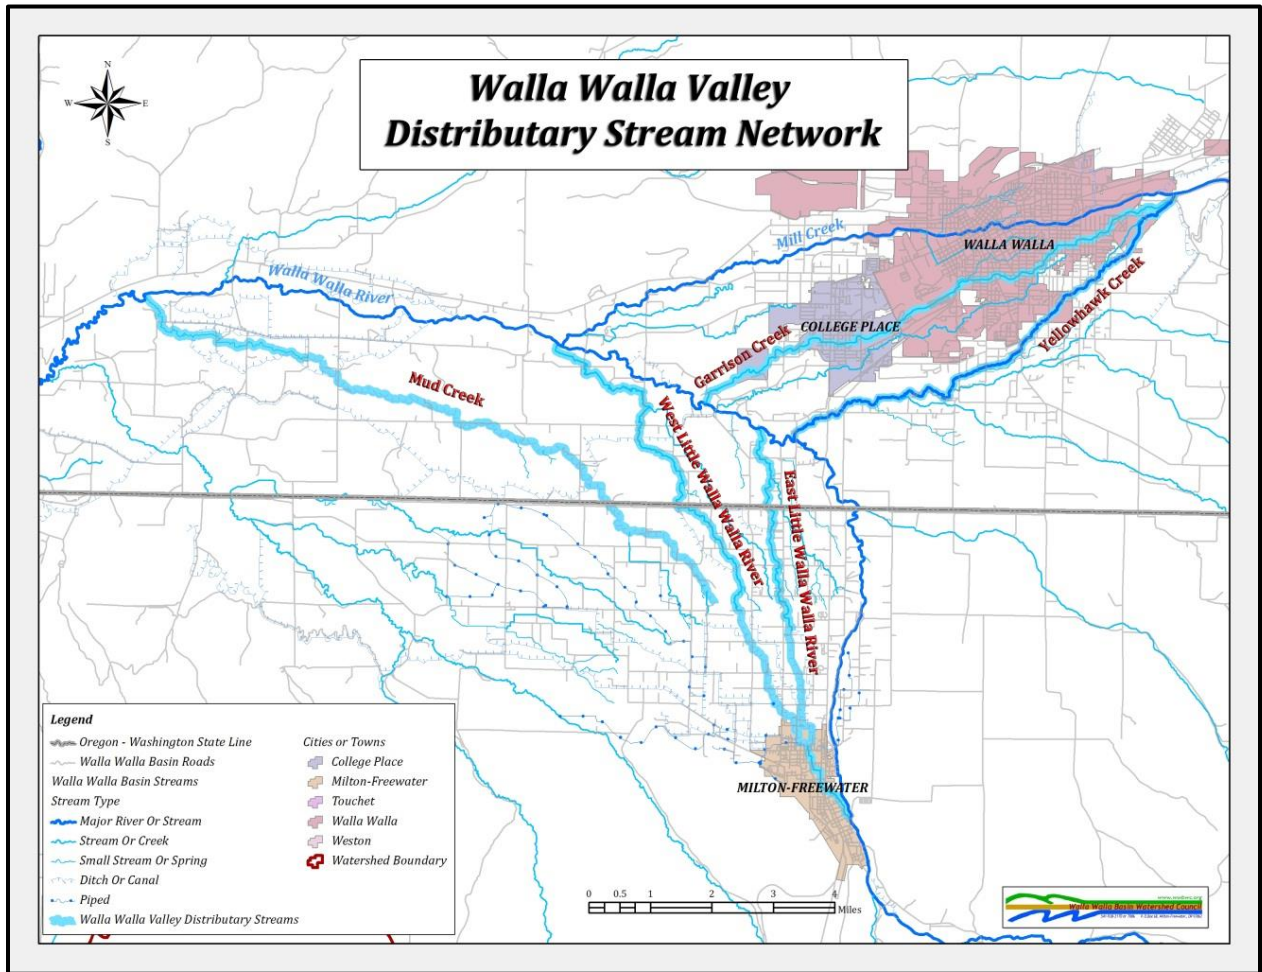 Walla Walla Valley
Distributary Stream Network
N
W
E
S
Mill Creek
WALLA WALLA
Walla Walla River
Yellowhawk Creek
COLLEGE PLACE
Garrison Creek
Mud Creek
West Little Walla Walla River
East Little Walla Walla River
MILTON-FREEWATER
Legend
Oregon - Washington State Line
Walla Walla Basin Roads
Walla Walla Basin Streams
Stream Type
Major River Or Stream
Stream Or Creek
Small Stream Or Spring
Ditch Or Canal
Piped
Walla Walla Valley Distributary Streams
Cities or Towns
College Place
Milton-Freewater
Touchet
Walla Walla
Weston
Watershed Boundary
0 0.5 1 2 3 4
Miles
Walla Walla Basin Watershed Council